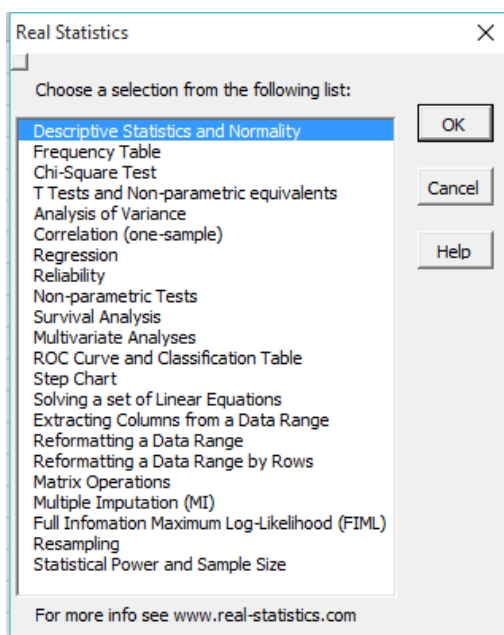 Real Statistics
Choose a selection from the following list:
Descriptive Statistics and Normality
Frequency Table
Chi-Square Test
T Tests and Non-parametric equivalents
Analysis of Variance
Correlation (one-sample)
Regression
Reliability
Non-parametric Tests
Survival Analysis
Multivariate Analyses
ROC Curve and Classification Table
Step Chart
Solving a set of Linear Equations
Extracting Columns from a Data Range
Reformatting a Data Range
Reformatting a Data Range by Rows
Matrix Operations
Multiple Imputation (MI)
Full Infomation Maximum Log-Likelihood (FIML)
Resampling
Statistical Power and Sample Size
OK
Cancel
Help
For more info see www.real-statistics.com